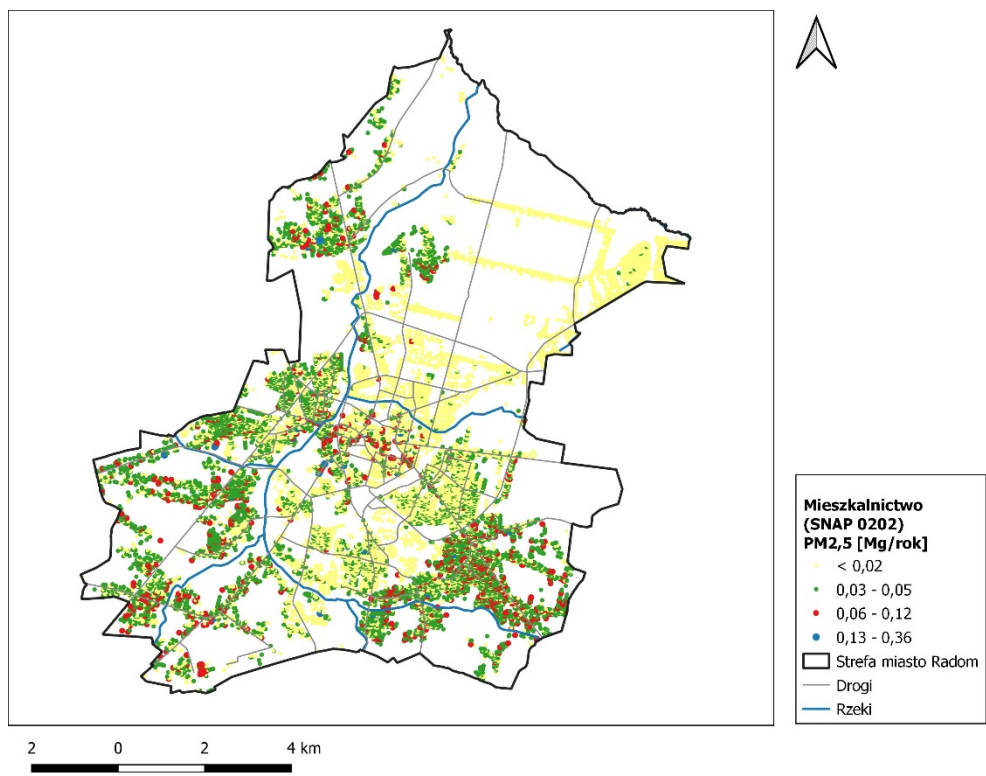 Mieszkalnictwo
(SNAP 0202)
PM2,5 [Mg/rok]
< 0,02
0,03 - 0,05
0,06 - 0,12
0,13 - 0,36
Strefa miasto Radom
Drogi
Rzeki
2 0 2 4 km